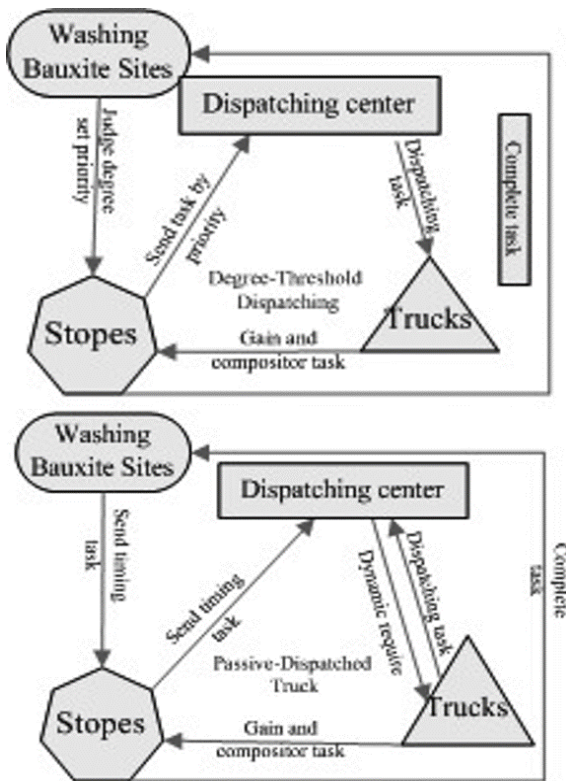 Washing
Bauxite Sites
Dispatching center
Judge degree
set priority
Send task by
priority
Dispatching
task
Complete task
Degree-Threshold
Dispatching
Stopes
Trucks
Gain and
compositor task
Washing
Bauxite Sites
Dispatching center
Send timing
task
Send timing
task
Dynamic require
Dispatching task
Complete
task
Passive-Dispatched
Truck
Stopes
Trucks
Gain and
compositor task